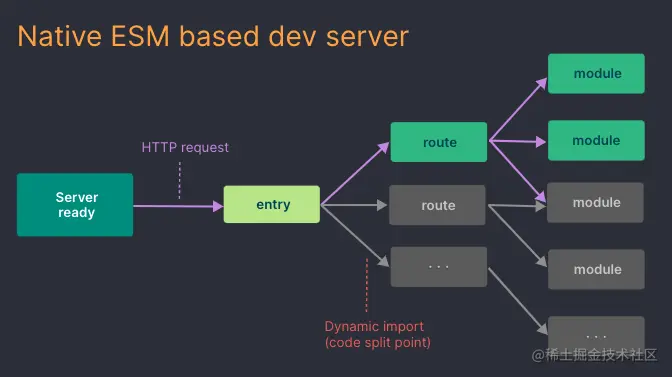 Native ESM based dev server
module
HTTP request
route
module
Server
ready
entry
route
module
...
module
Dynamic import
(code split point)
...
@稀土掘金技术社区